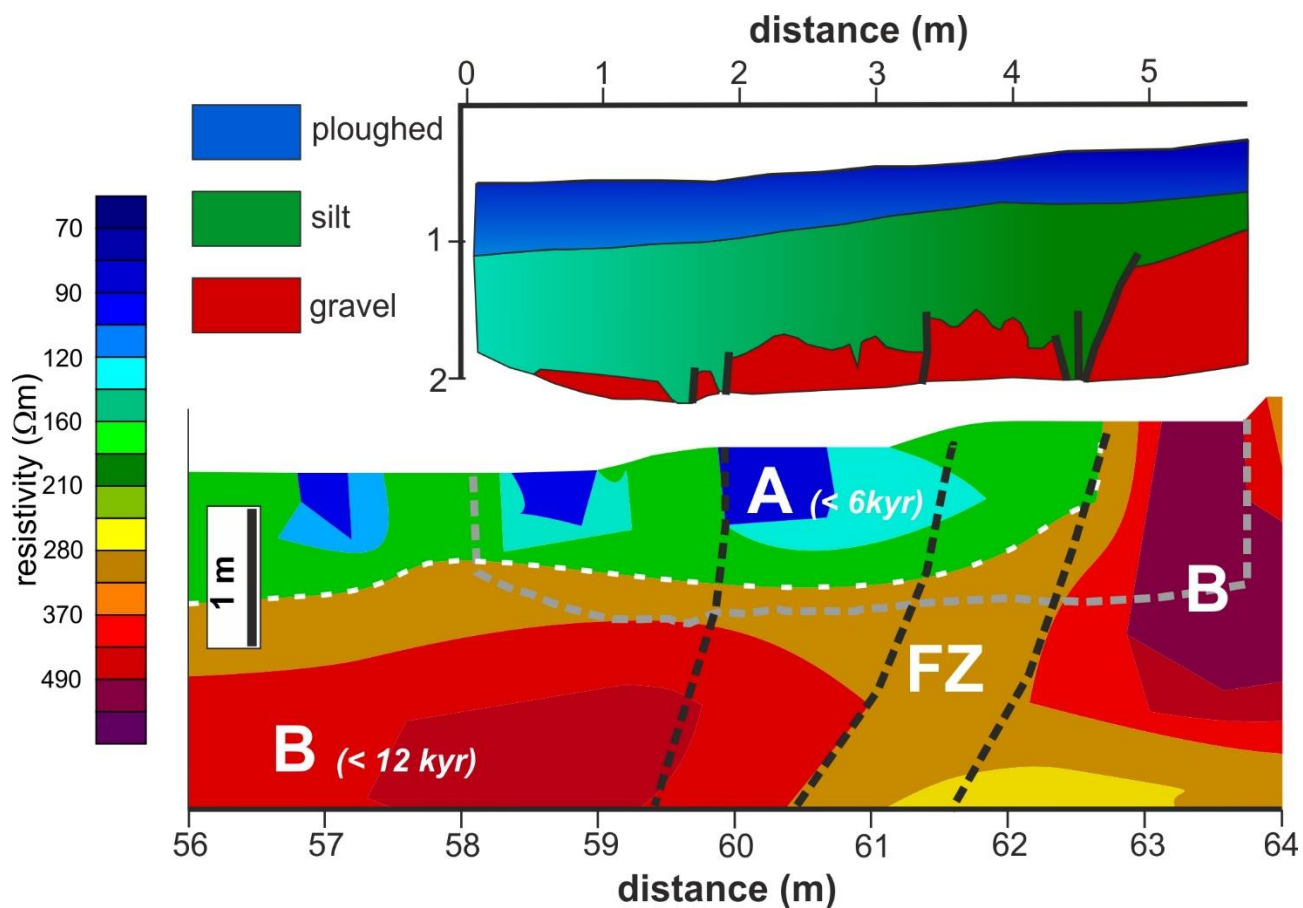 distance (m)
0 1 2 3 4 5
ploughed
silt
gravel
1
2
resistivity (Ωm)
70
90
120
160
210
280
370
490
1 m
A (< 6kyr)
B
FZ
B (< 12 kyr)
56 57 58 59 60 61 62 63 64
distance (m)